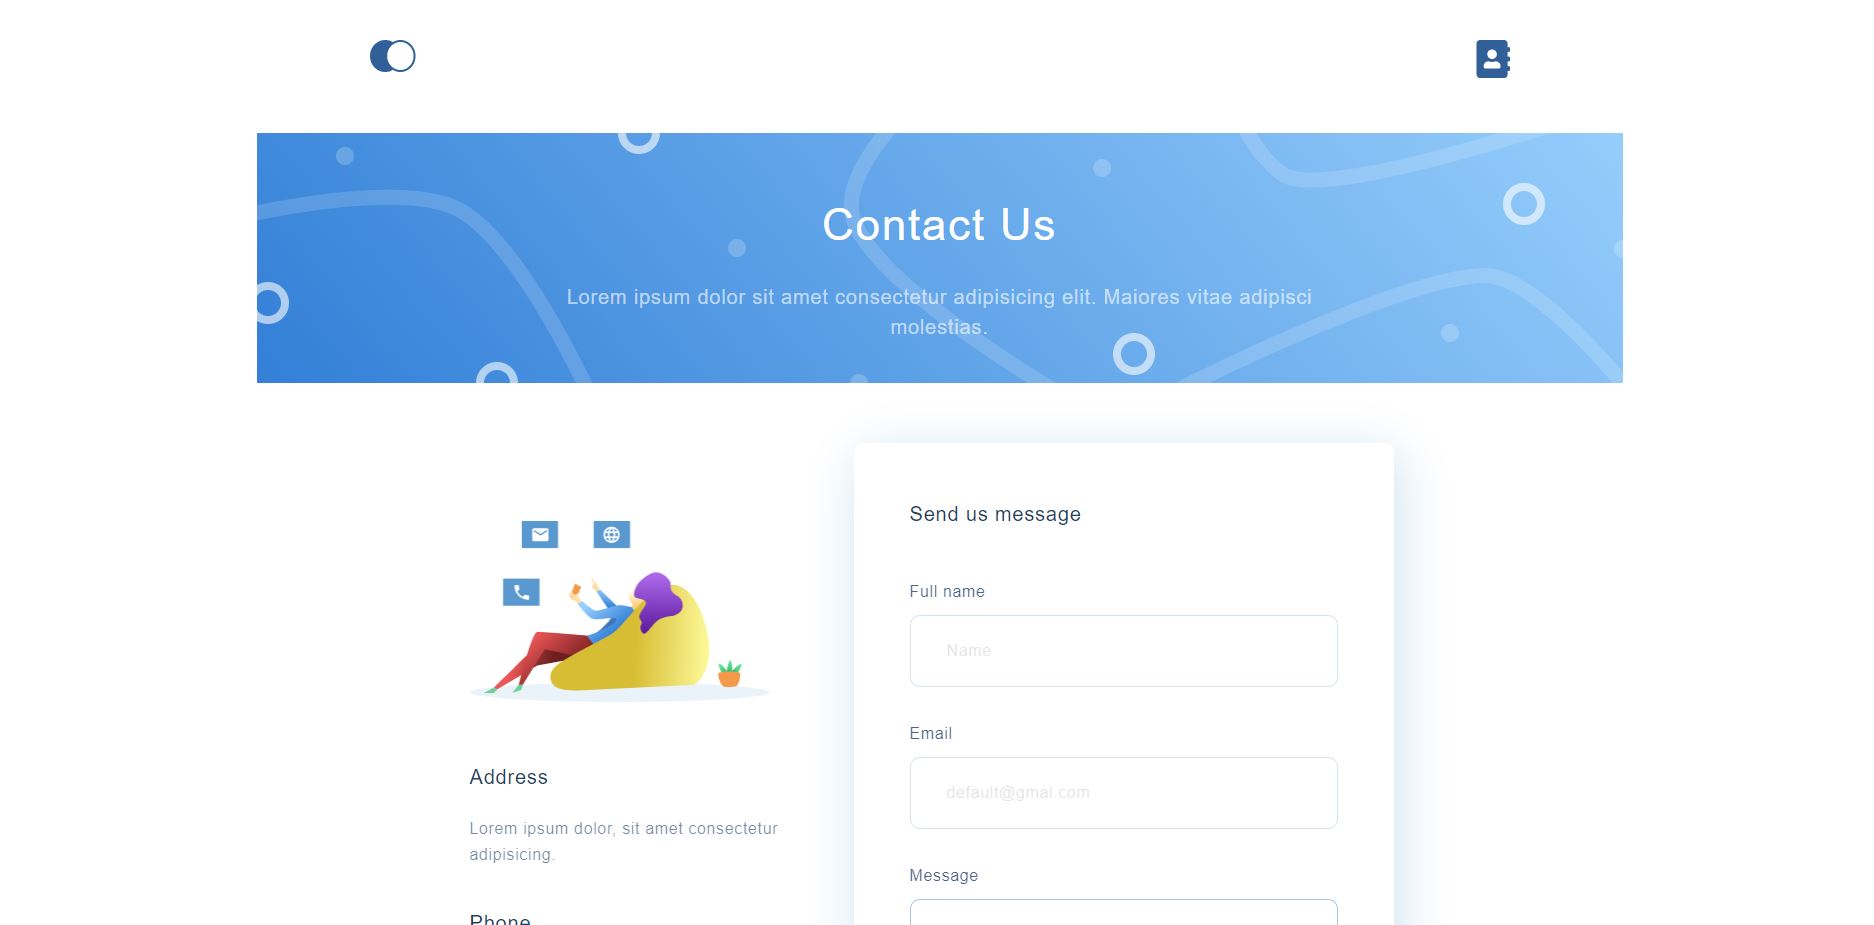 Contact Us
Lorem ipsum dolor sit amet consectetur adipisicing elit. Maiores vitae adipisci
molestias.
Send us message
Full name
Name
Email
default@gmal.com
Message
Address
Lorem ipsum dolor, sit amet consectetur
adipisicing.
Phone